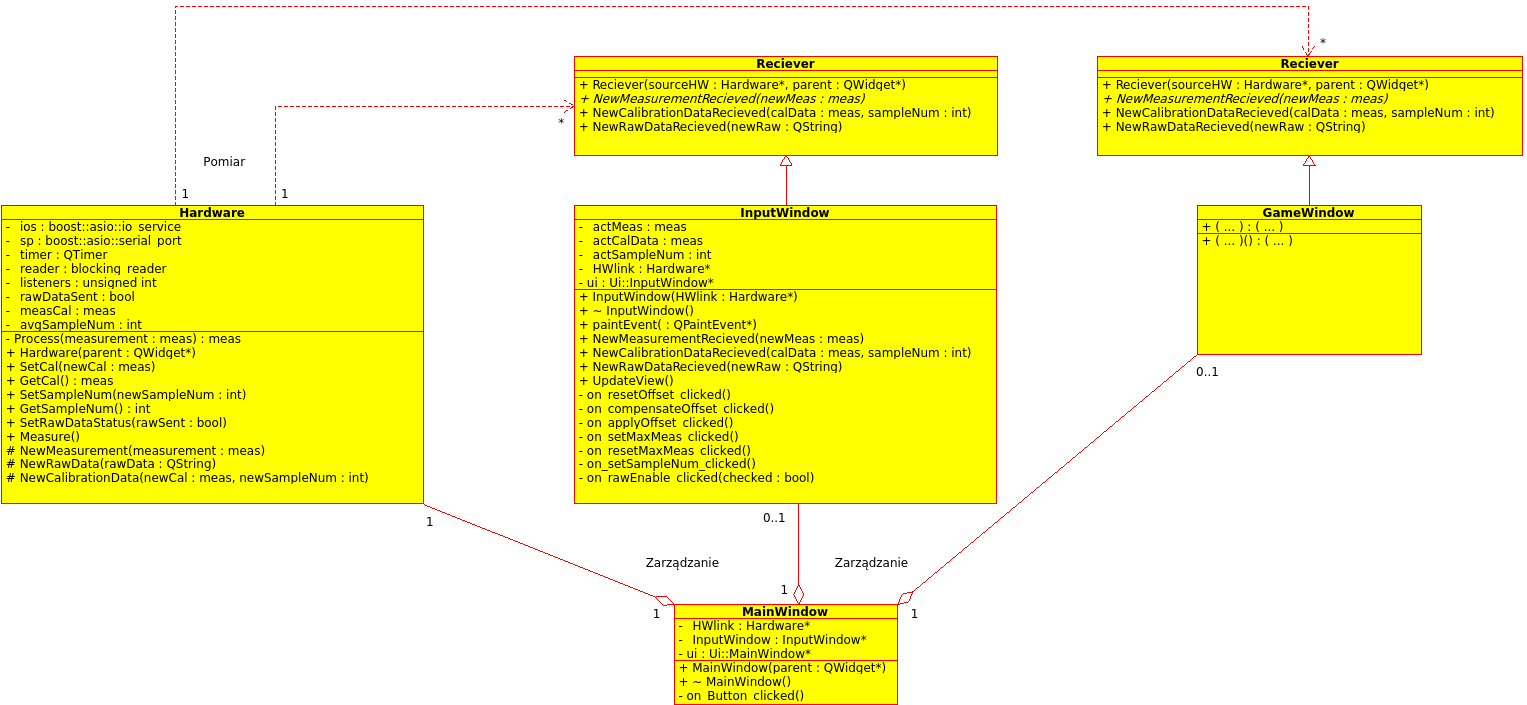 *
Reciever
+ Reciever(sourceHW : Hardware*, parent : QWidget*)
+ NewMeasurementRecieved(newMeas : meas)
+ NewCalibrationDataRecieved(calData : meas, sampleNum : int)
+ NewRawDataRecieved(newRaw : QString)
*
Reciever
+ Reciever(sourceHW : Hardware*, parent : QWidget*)
+ NewMeasurementRecieved(newMeas : meas)
+ NewCalibrationDataRecieved(calData : meas, sampleNum : int)
+ NewRawDataRecieved(newRaw : QString)
Pomiar
1
1
Hardware
- ios : boost::asio::io_service
- sp : boost::asio::serial_port
- timer : QTimer
- reader : blocking_reader
- listeners : unsigned int
- rawDataSent : bool
- measCal : meas
- avgSampleNum : int
- Process(measurement : meas) : meas
+ Hardware(parent : QWidget*)
+ SetCal(newCal : meas)
+ GetCal() : meas
+ SetSampleNum(newSampleNum : int)
+ GetSampleNum() : int
+ SetRawDataStatus(rawSent : bool)
+ Measure()
# NewMeasurement(measurement : meas)
# NewRawData(rawData : QString)
# NewCalibrationData(newCal : meas, newSampleNum : int)
InputWindow
- actMeas : meas
- actCalData : meas
- actSampleNum : int
- HWlink : Hardware*
- ui : Ui::InputWindow*
+ InputWindow(HWlink : Hardware*)
+ ~ InputWindow()
+ paintEvent( : QPaintEvent*)
+ NewMeasurementRecieved(newMeas : meas)
+ NewCalibrationDataRecieved(calData : meas, sampleNum : int)
+ NewRawDataRecieved(newRaw : QString)
+ UpdateView()
- on_resetOffset_clicked()
- on_compensateOffset_clicked()
- on_applyOffset_clicked()
- on_setMaxMeas_clicked()
- on_resetMaxMeas_clicked()
- on_setSampleNum_clicked()
- on_rawEnable_clicked(checked : bool)
GameWindow
+ ( ... ) : ( ... )
+ ( ... )() : ( ... )
0..1
1
0..1
Zarządzanie
Zarządzanie
1
1
1
MainWindow
- HWlink : Hardware*
- InputWindow : InputWindow*
- ui : Ui::MainWindow*
+ MainWindow(parent : QWidget*)
+ ~ MainWindow()
- on_Button_clicked()